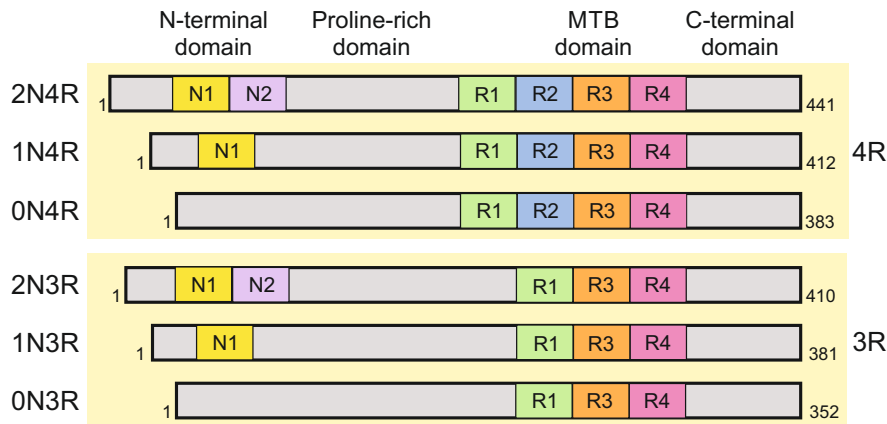 N-terminal domain Proline-rich domain MTB domain C-terminal domain
2N4R 1 N1 N2 R1 R2 R3 R4 441
1N4R 1 N1 R1 R2 R3 R4 412 4R
0N4R 1 R1 R2 R3 R4 383
2N3R 1 N1 N2 R1 R3 R4 410
1N3R 1 N1 R1 R3 R4 381 3R
0N3R 1 R1 R3 R4 352